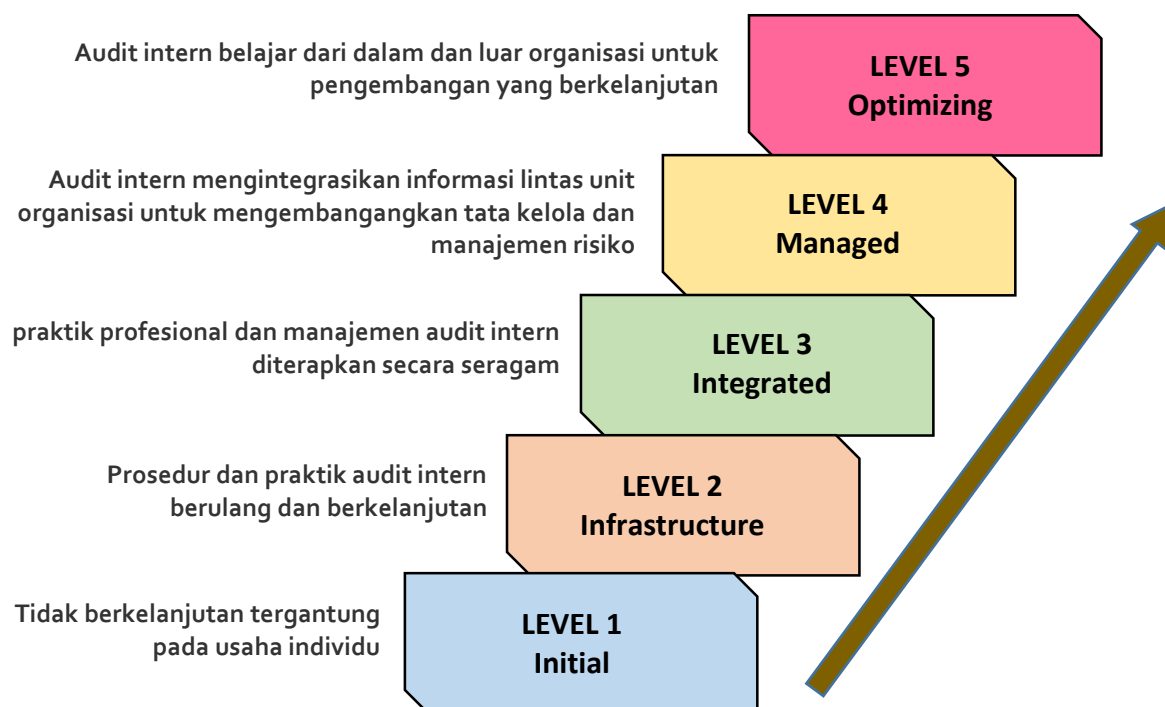 Audit intern belajar dari dalam dan luar organisasi untuk
pengembangan yang berkelanjutan
LEVEL 5
Optimizing
Audit intern mengintegrasikan informasi lintas unit
organisasi untuk mengembangangkan tata kelola dan
manajemen risiko
LEVEL 4
Managed
praktik profesional dan manajemen audit intern
diterapkan secara seragam
LEVEL 3
Integrated
Prosedur dan praktik audit intern
berulang dan berkelanjutan
LEVEL 2
Infrastructure
Tidak berkelanjutan tergantung
pada usaha individu
LEVEL 1
Initial